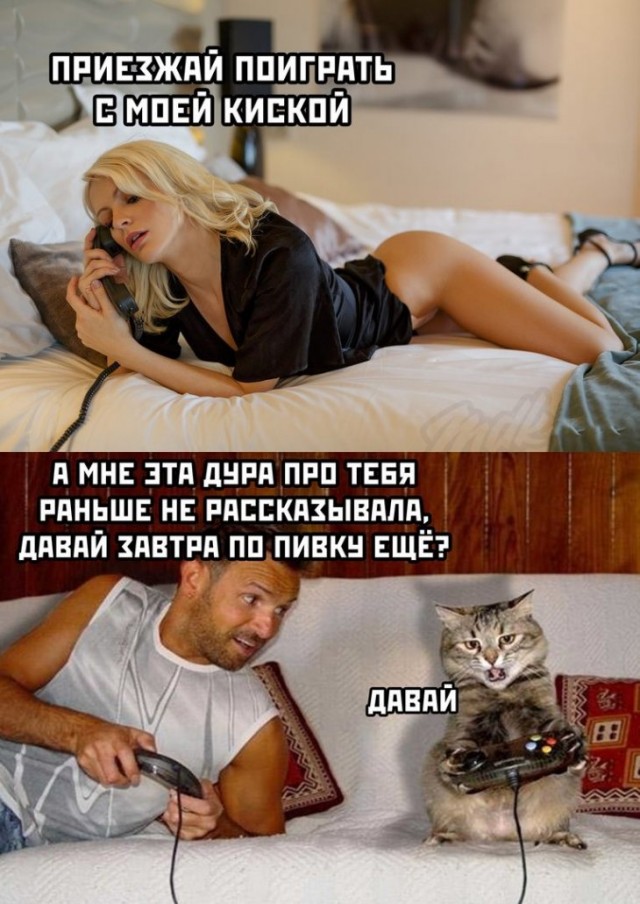 ПРИЕЗЖАЙ ПОИГРАТЬ
С МОЕЙ КИСКОЙ
А МНЕ ЭТА ДУРА ПРО ТЕБЯ
РАНЬШЕ НЕ РАССКАЗЫВАЛА,
ДАВАЙ ЗАВТРА ПО ПИВКУ ЕЩЁ?
ДАВАЙ